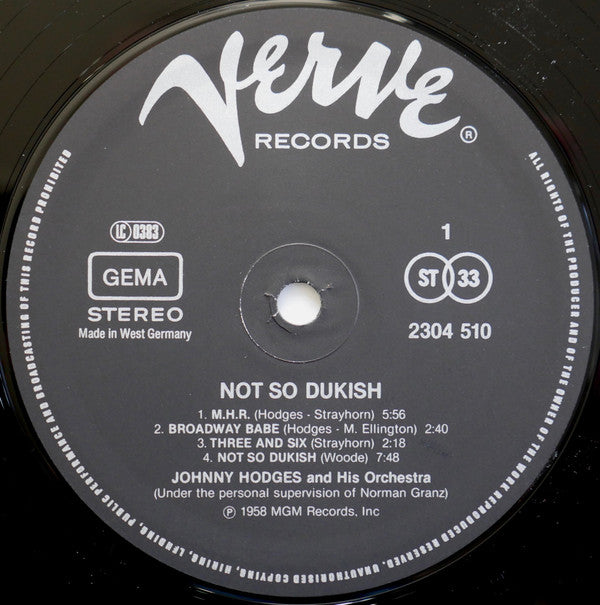 Verve
RECORDS ®
LC 0383
GEMA
STEREO
Made in West Germany
1
ST 33
2304 510
NOT SO DUKISH
1. M.H.R. (Hodges - Strayhorn) 5:56
2. BROADWAY BABE (Hodges - M. Ellington) 2:40
3. THREE AND SIX (Strayhorn) 2:18
4. NOT SO DUKISH (Woode) 7:48
JOHNNY HODGES and His Orchestra
(Under the personal supervision of Norman Granz)
℗ 1958 MGM Records, Inc
ALL RIGHTS OF THE PRODUCER AND OF THE OWNER OF THE WORK REPRODUCED RESERVED. UNAUTHORISED COPYING, HIRING, LENDING, PUBLIC PERFORMANCE AND BROADCASTING OF THIS RECORD PROHIBITED